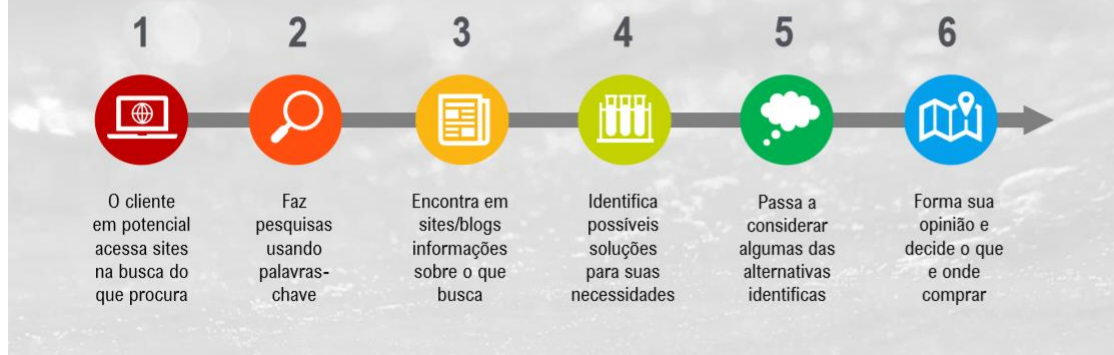 1
2
3
4
5
6
O cliente
em potencial
acessa sites
na busca do
que procura
Faz
pesquisas
usando
palavras-
chave
Encontra em
sites/blogs
informações
sobre o que
busca
Identifica
possíveis
soluções
para suas
necessidades
Passa a
considerar
algumas das
alternativas
identificas
Forma sua
opinião e
decide o que
e onde
comprar